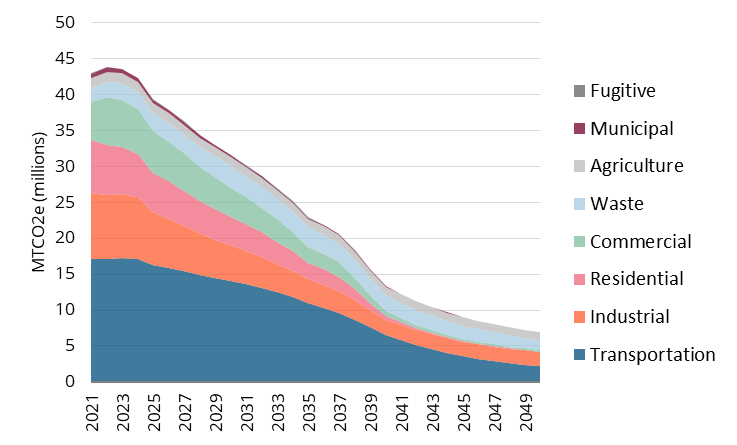 MTCO2e (millions)
50
45
40
35
30
25
20
15
10
5
0
2021
2023
2025
2027
2029
2031
2033
2035
2037
2039
2041
2043
2045
2047
2049
Fugitive
Municipal
Agriculture
Waste
Commercial
Residential
Industrial
Transportation